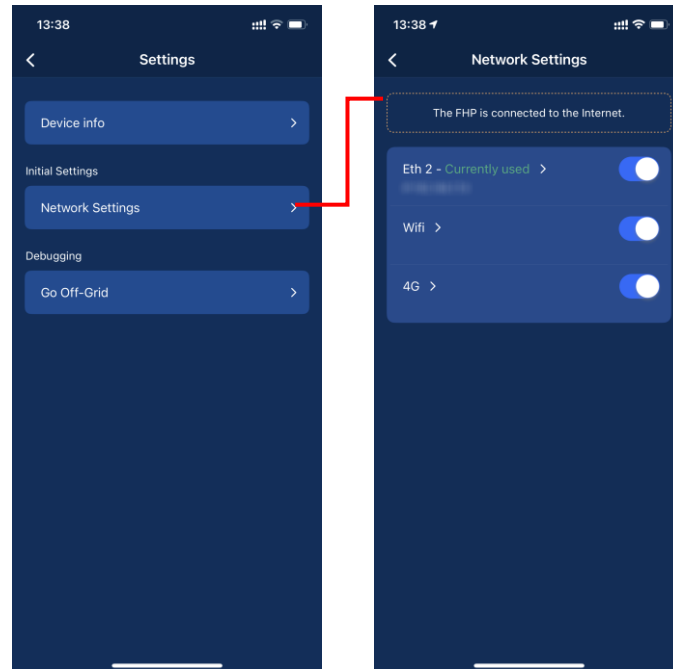 13:38
Settings
Device info
Initial Settings
Network Settings
Debugging
Go Off-Grid
13:38
Network Settings
The FHP is connected to the Internet.
Eth 2 - Currently used
Wifi
4G